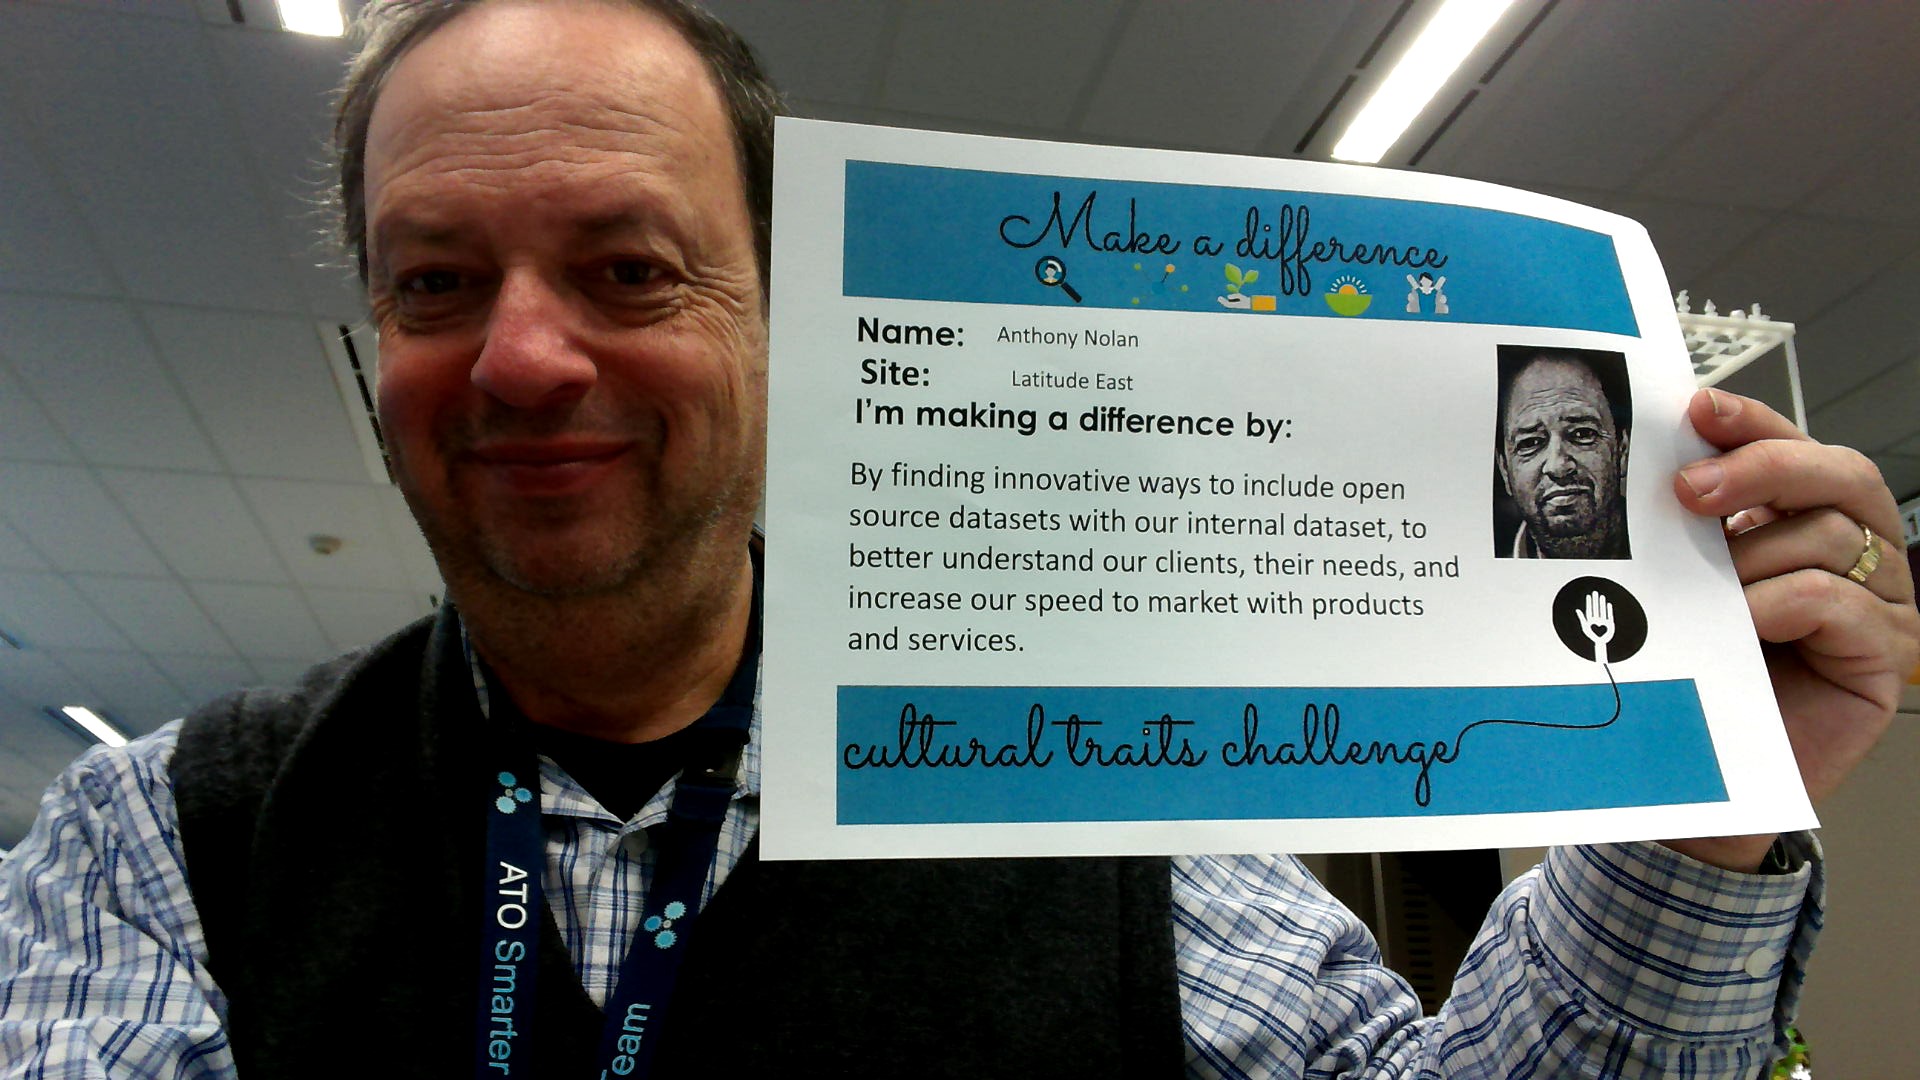 Make a difference
Name: Anthony Nolan
Site: Latitude East
I'm making a difference by:
By finding innovative ways to include open
source datasets with our internal dataset, to
better understand our clients, their needs, and
increase our speed to market with products
and services.
cultural traits challenge
ATO Smarter
Team